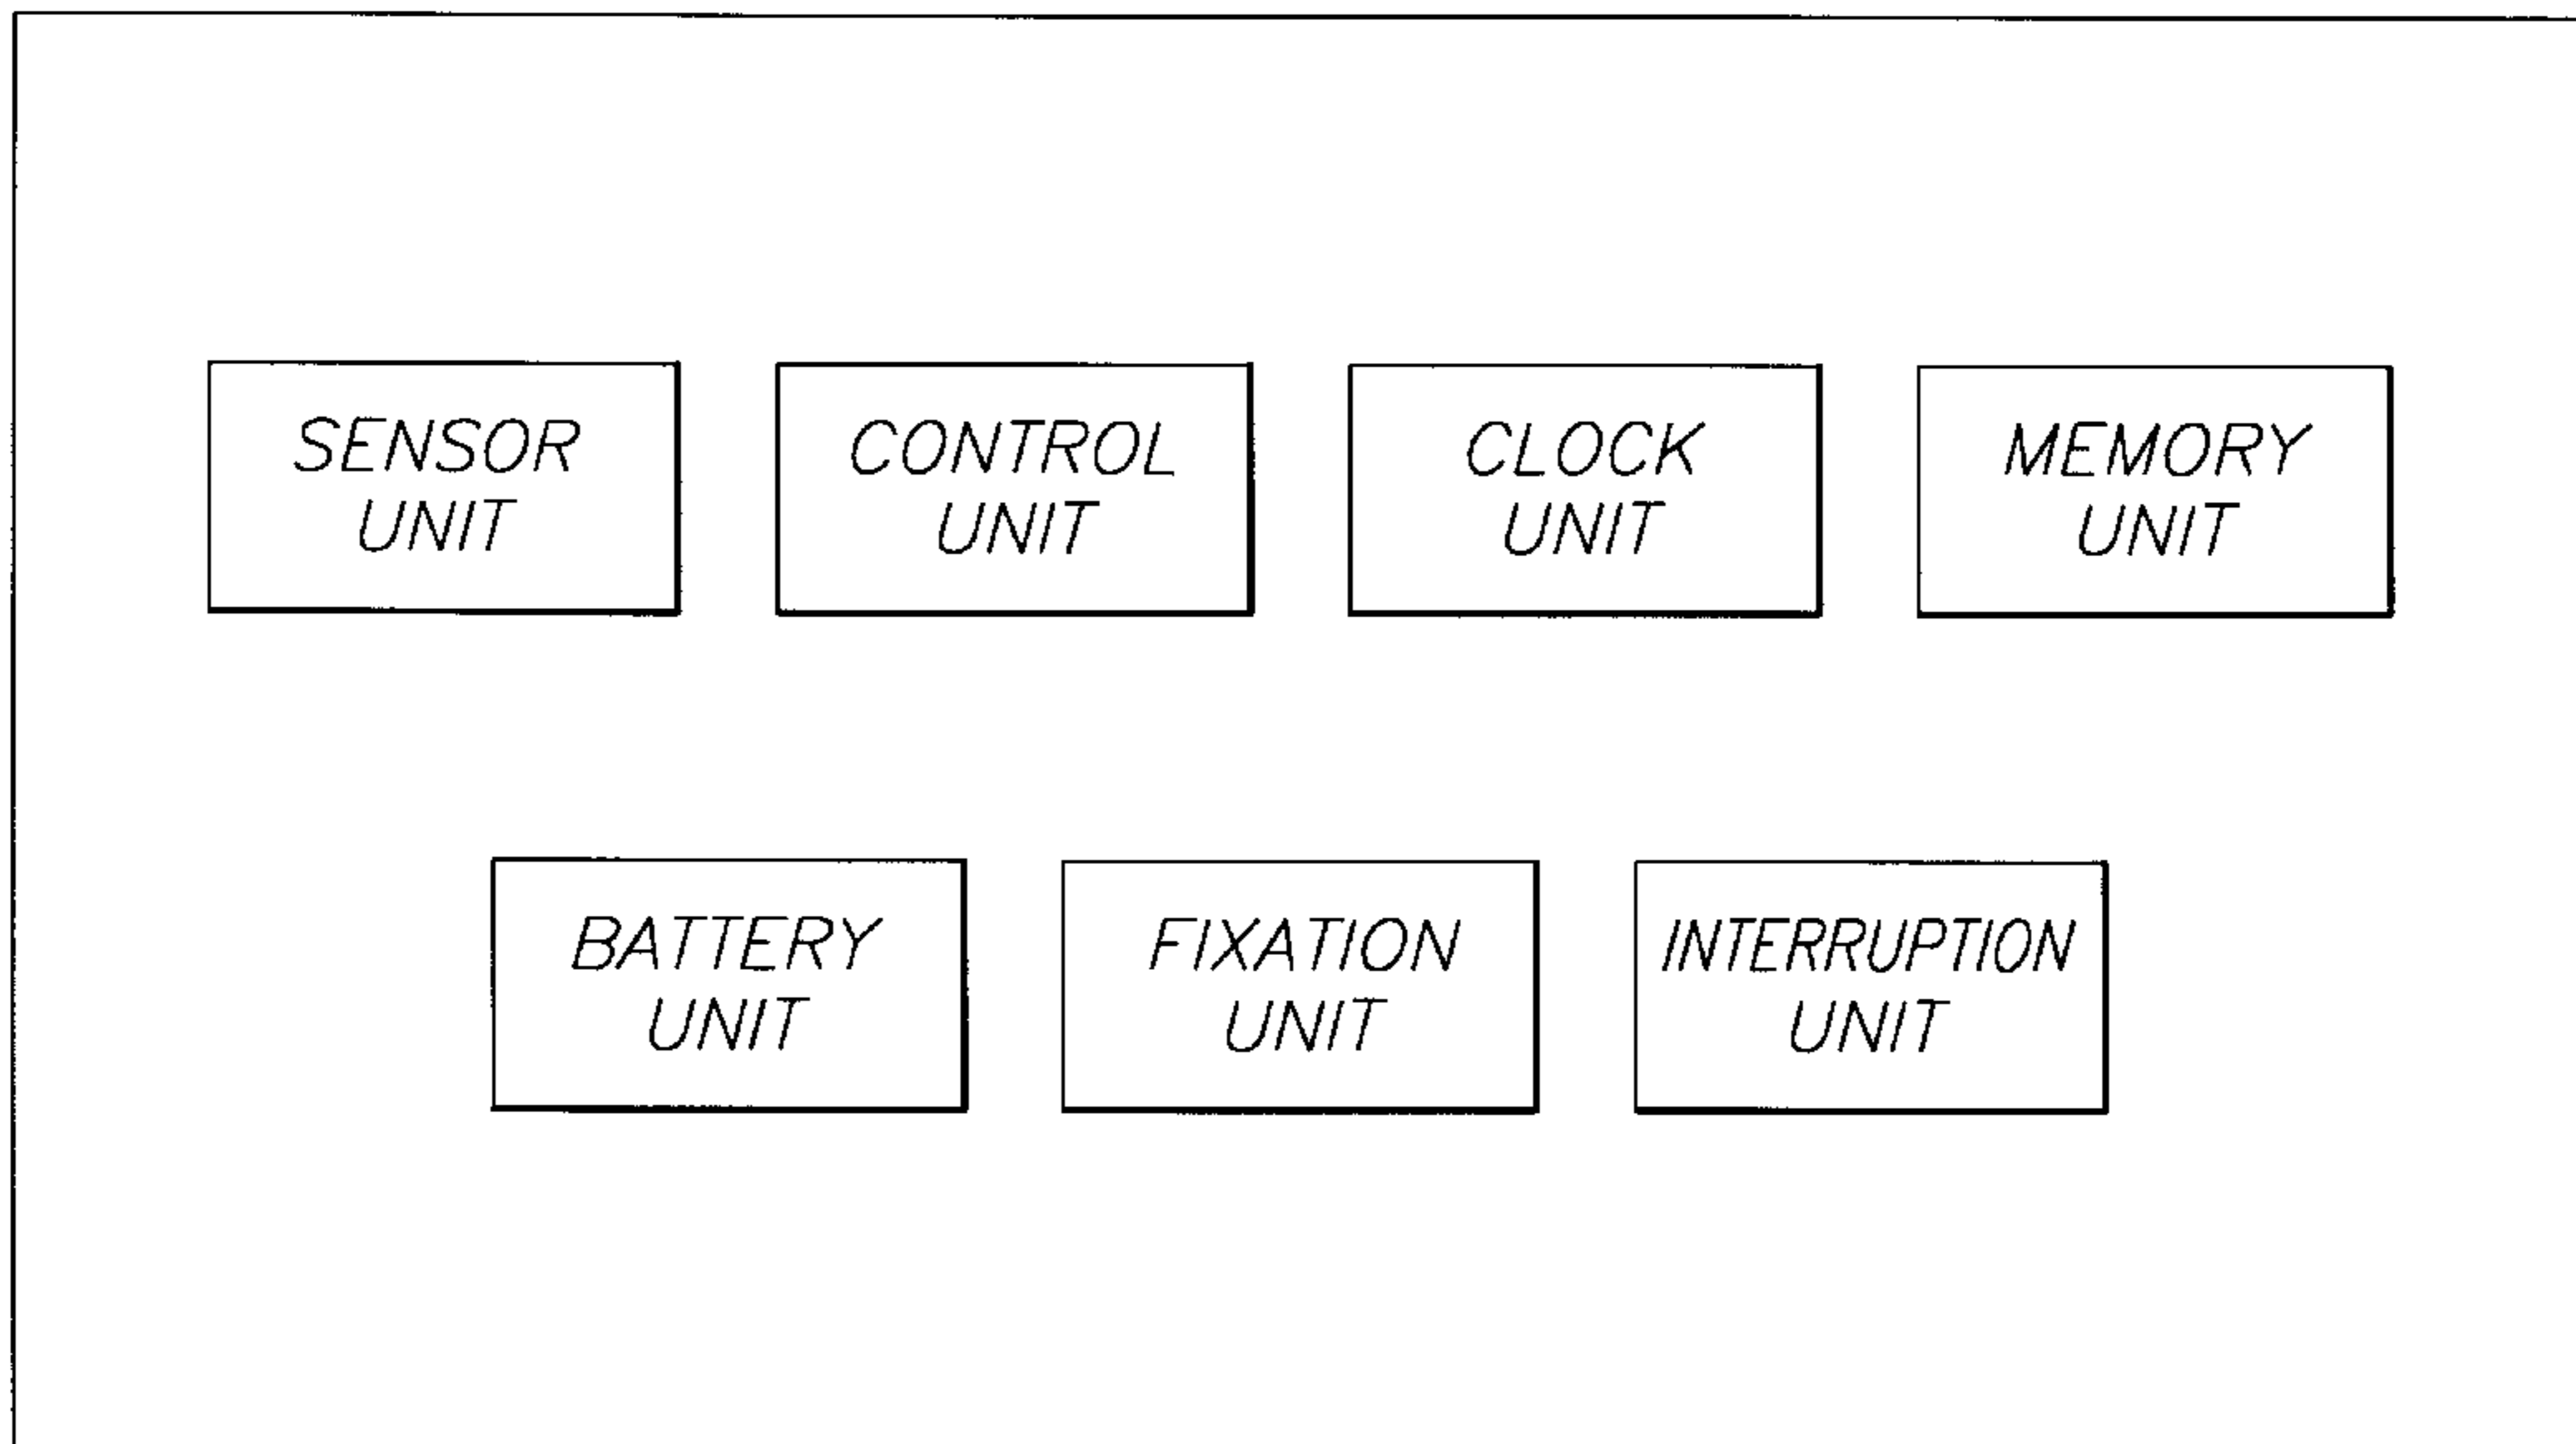 SENSOR
UNIT
CONTROL
UNIT
CLOCK
UNIT
MEMORY
UNIT
BATTERY
UNIT
FIXATION
UNIT
INTERRUPTION
UNIT